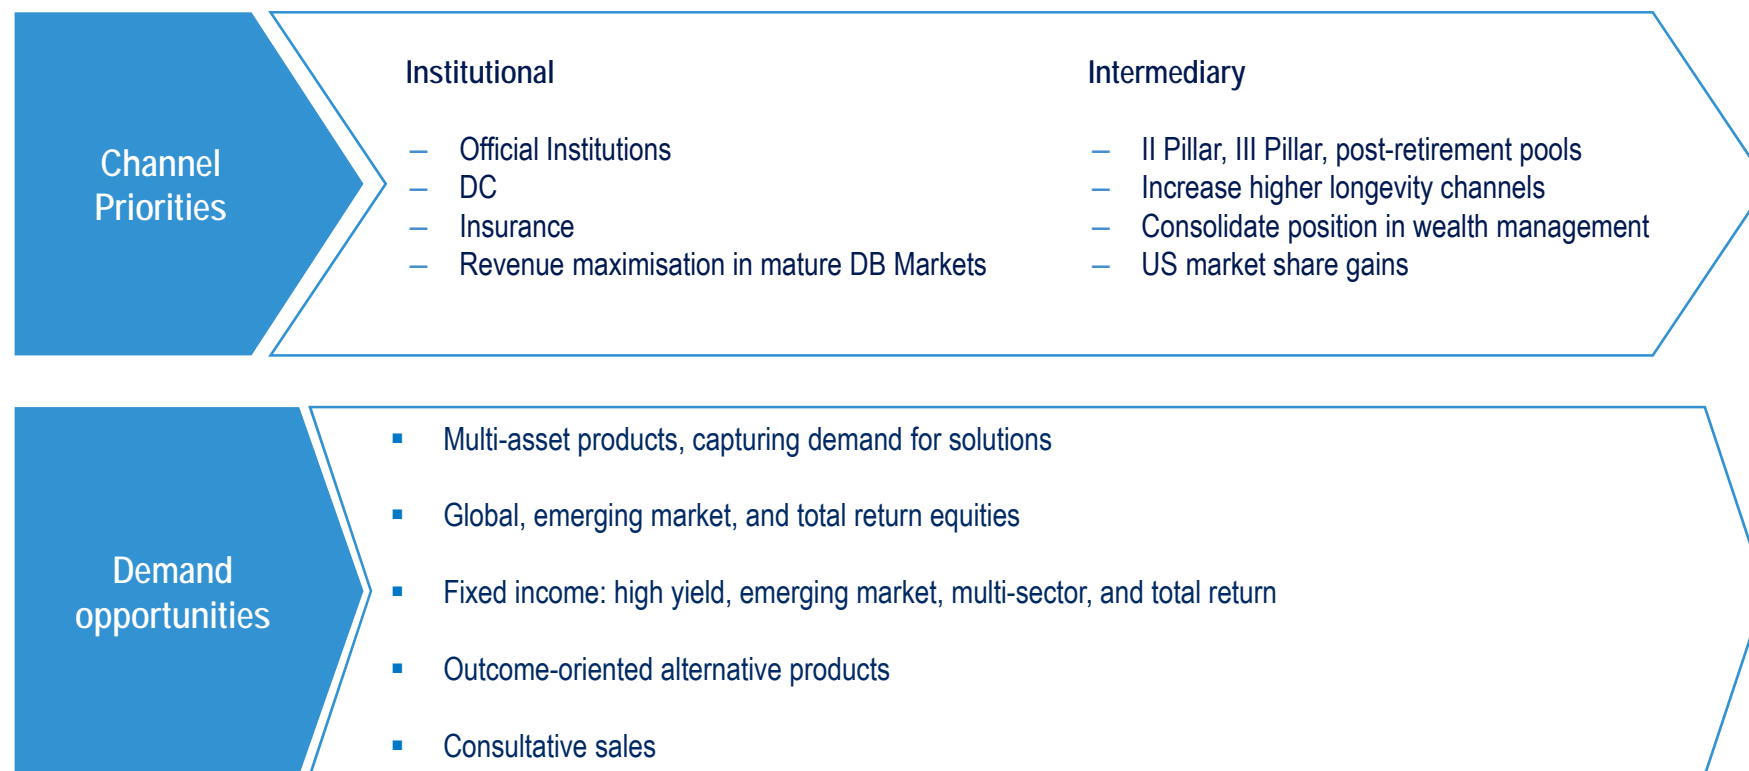 Channel
Priorities
Institutional
– Official Institutions
– DC
– Insurance
– Revenue maximisation in mature DB Markets
Intermediary
– II Pillar, III Pillar, post-retirement pools
– Increase higher longevity channels
– Consolidate position in wealth management
– US market share gains
Demand
opportunities
▪ Multi-asset products, capturing demand for solutions
▪ Global, emerging market, and total return equities
▪ Fixed income: high yield, emerging market, multi-sector, and total return
▪ Outcome-oriented alternative products
▪ Consultative sales